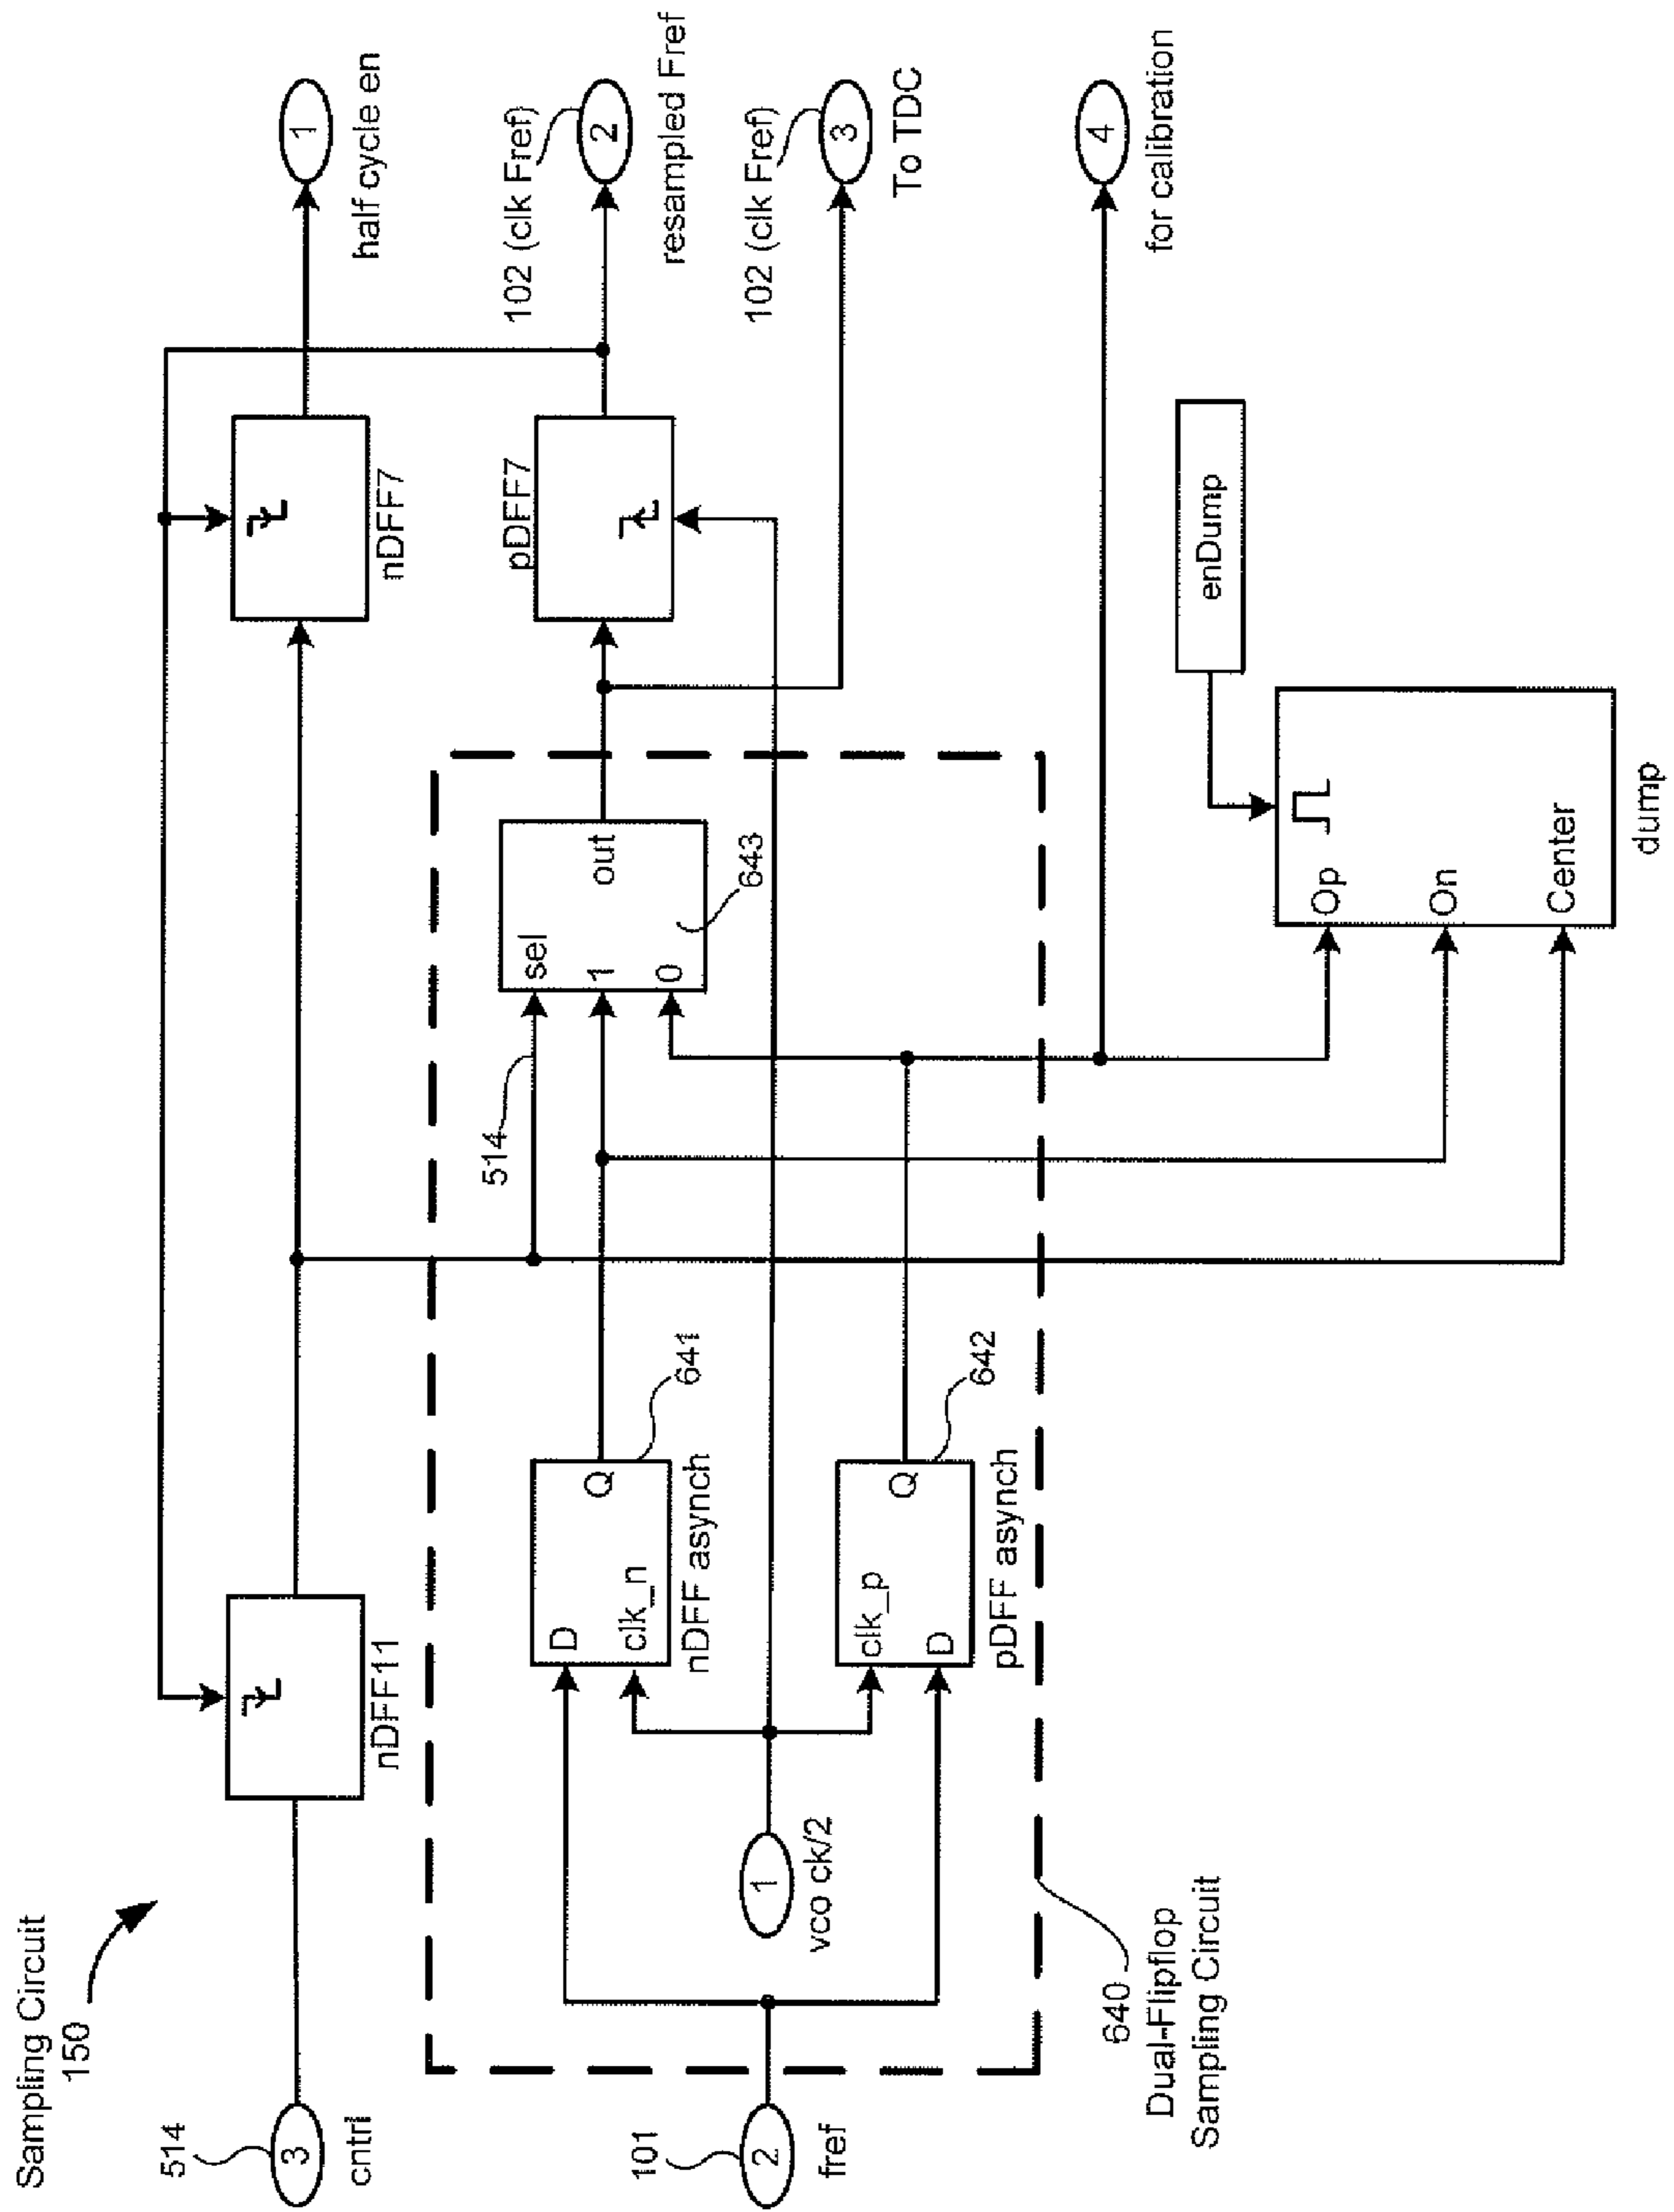 Sampling Circuit
150
514
3
cntrl
nDFF11
nDFF7
1
half cycle en
102 (clk Fref)
2
resampled Fref
pDFF7
102 (clk Fref)
3
To TDC
4
for calibration
514
sel
1
0
out
643
D
clk_n
Q
641
nDFF asynch
101
2
fref
1
vco ck/2
clk_p
D
Q
642
pDFF asynch
640
Dual-Flipflop
Sampling Circuit
enDump
Op
On
Center
dump